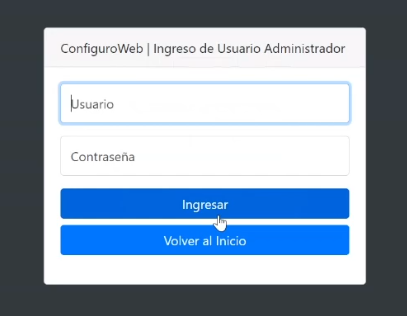 ConfiguroWeb | Ingreso de Usuario Administrador
Usuario
Contraseña
Ingresar
Volver al Inicio